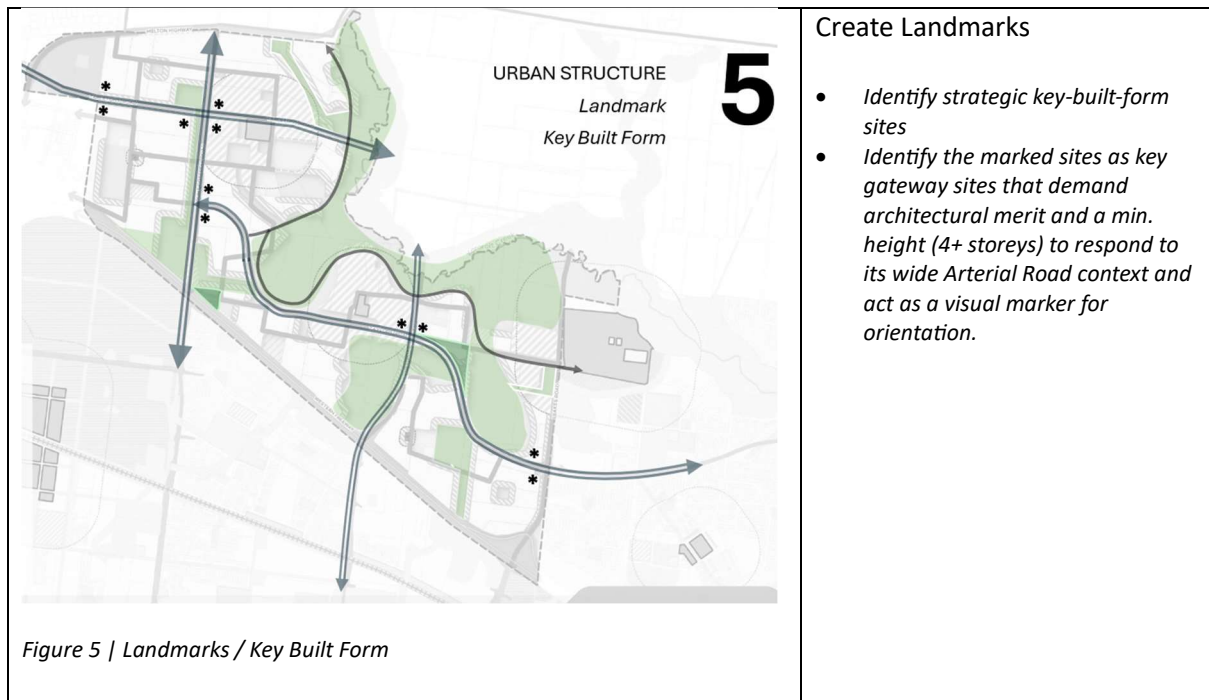 URBAN STRUCTURE
Landmark
Key Built Form
5
Figure 5 | Landmarks / Key Built Form
Create Landmarks
• Identify strategic key-built-form
sites
• Identify the marked sites as key
gateway sites that demand
architectural merit and a min.
height (4+ storeys) to respond to
its wide Arterial Road context and
act as a visual marker for
orientation.